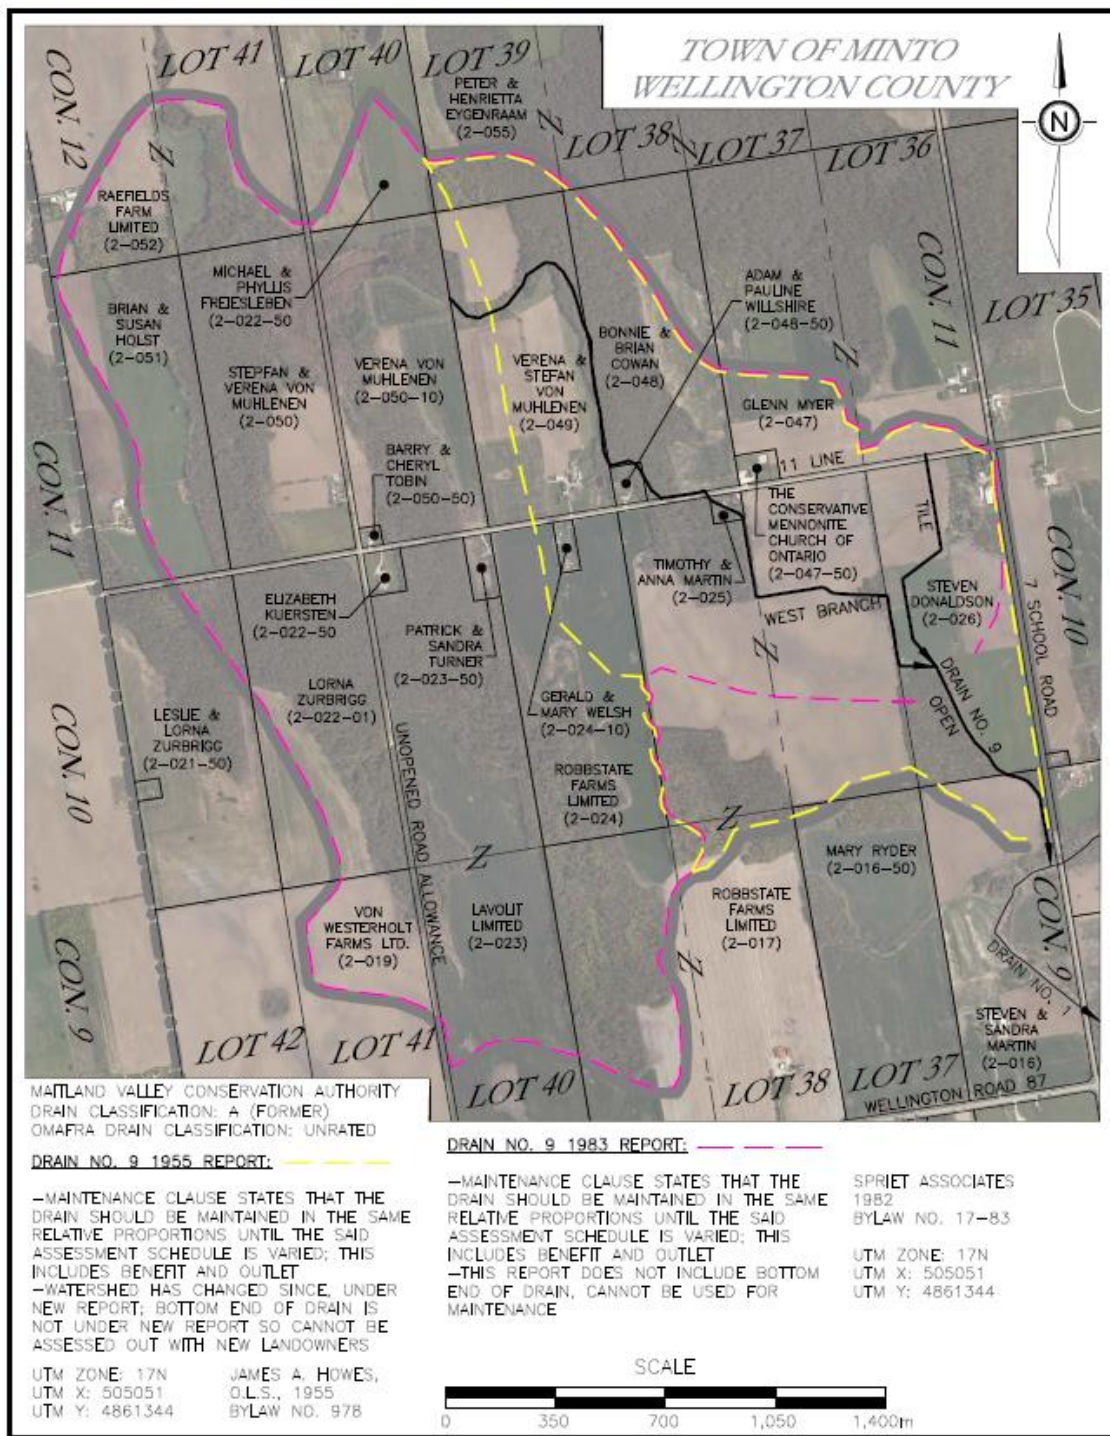 TOWN OF MINTO
WELLINGTON COUNTY
N
LOT 41
LOT 40
LOT 39
LOT 38
LOT 37
LOT 36
LOT 35
CON. 12
CON. 11
Z
Z
Z
Z
PETER &
HENRIETTA
EYGENRAAM
(2-055)
RAEFIELDS
FARM
LIMITED
(2-052)
MICHAEL &
PHYLLIS
FREIESLEBEN
(2-022-50
ADAM &
PAULINE
WILLSHIRE
(2-048-50)
BRIAN &
SUSAN
HOLST
(2-051)
STEPFAN &
VERENA VON
MUHLENEN
(2-050)
VERENA VON
MUHLENEN
(2-050-10)
VERENA &
STEFAN
VON
MUHLENEN
(2-049)
BONNIE &
BRIAN
COWAN
(2-048)
GLENN MYER
(2-047)
BARRY &
CHERYL
TOBIN
(2-050-50)
11 LINE
THE
CONSERVATIVE
MENNONITE
CHURCH OF
ONTARIO
(2-047-50)
TILE
CON. 11
CON. 10
TIMOTHY &
ANNA MARTIN
(2-025)
WEST BRANCH
STEVEN
DONALDSON
(2-026)
7 SCHOOL ROAD
ELIZABETH
KUERSTEN
(2-022-50
PATRICK &
SANDRA
TURNER
(2-023-50)
GERALD &
MARY WELSH
(2-024-10)
Z
DRAIN NO. 9
OPEN
LORNA
ZURBRIGG
(2-022-01)
LESLIE &
LORNA
ZURBRIGG
(2-021-50)
CON. 10
UNOPENED ROAD ALLOWANCE
ROBBSTATE
FARMS
LIMITED
(2-024)
Z
Z
MARY RYDER
(2-016-50)
VON
WESTERHOLT
FARMS LTD.
(2-019)
LAVOLIT
LIMITED
(2-023)
ROBBSTATE
FARMS
LIMITED
(2-017)
Z
CON. 9
CON. 9
DRAIN NO. 7
STEVEN &
SANDRA
MARTIN
(2-016)
LOT 42
LOT 41
LOT 40
LOT 38
LOT 37
WELLINGTON ROAD 87
MAITLAND VALLEY CONSERVATION AUTHORITY
DRAIN CLASSIFICATION: A (FORMER)
OMAFRA DRAIN CLASSIFICATION: UNRATED
DRAIN NO. 9 1955 REPORT:
-MAINTENANCE CLAUSE STATES THAT THE
DRAIN SHOULD BE MAINTAINED IN THE SAME
RELATIVE PROPORTIONS UNTIL THE SAID
ASSESSMENT SCHEDULE IS VARIED; THIS
INCLUDES BENEFIT AND OUTLET
-WATERSHED HAS CHANGED SINCE, UNDER
NEW REPORT; BOTTOM END OF DRAIN IS
NOT UNDER NEW REPORT SO CANNOT BE
ASSESSED OUT WITH NEW LANDOWNERS
UTM ZONE: 17N
UTM X: 505051
UTM Y: 4861344
JAMES A. HOWES,
O.L.S., 1955
BYLAW NO. 978
DRAIN NO. 9 1983 REPORT:
-MAINTENANCE CLAUSE STATES THAT THE
DRAIN SHOULD BE MAINTAINED IN THE SAME
RELATIVE PROPORTIONS UNTIL THE SAID
ASSESSMENT SCHEDULE IS VARIED; THIS
INCLUDES BENEFIT AND OUTLET
-THIS REPORT DOES NOT INCLUDE BOTTOM
END OF DRAIN, CANNOT BE USED FOR
MAINTENANCE
SPRIET ASSOCIATES
1982
BYLAW NO. 17-83
UTM ZONE: 17N
UTM X: 505051
UTM Y: 4861344
SCALE
0 350 700 1,050 1,400m